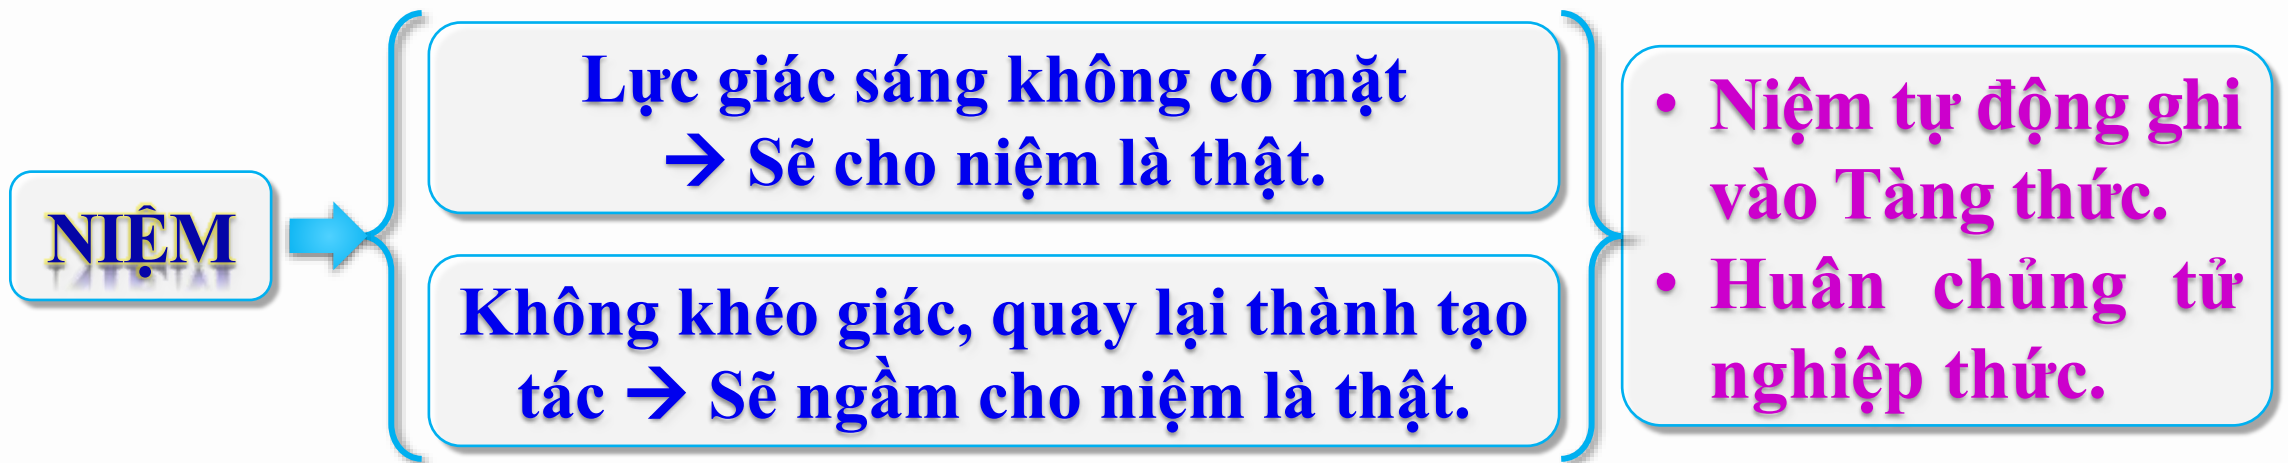 NIỆM
Lực giác sáng không có mặt
→ Sẽ cho niệm là thật.
Không khéo giác, quay lại thành tạo
tác → Sẽ ngầm cho niệm là thật.
• Niệm tự động ghi
vào Tàng thức.
• Huân chủng tử
nghiệp thức.